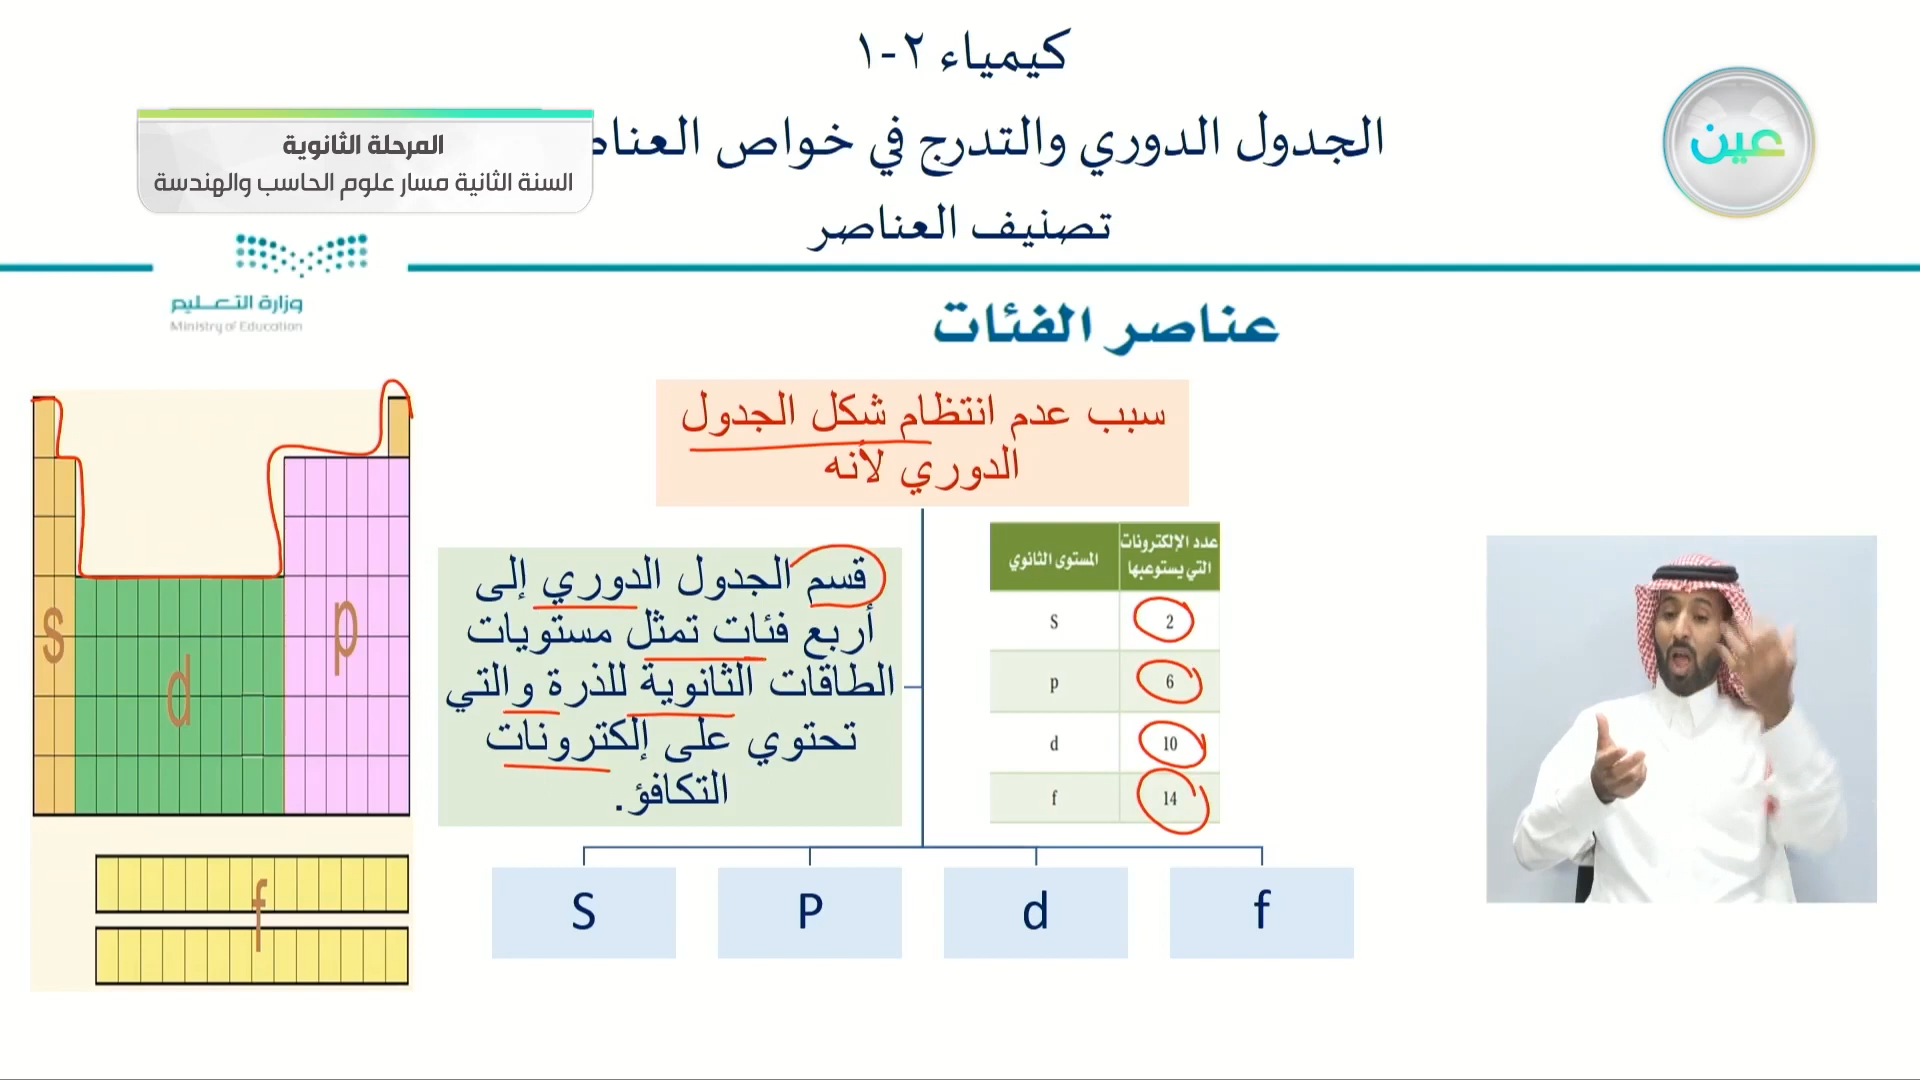 كيمياء ٢-١
الجدول الدوري والتدرج في خواص العناص
تصنيف العناصر
عين
المرحلة الثانوية
السنة الثانية مسار علوم الحاسب والهندسة
وزارة التعليم
Ministry of Education
عناصر الفئات
سبب عدم انتظام شكل الجدول
الدوري لأنه
قسم الجدول الدوري إلى
أربع فئات تمثل مستويات
الطاقات الثانوية للذرة والتي
تحتوي على إلكترونات
التكافؤ.
عدد الإلكترونات التي يستوعبها
المستوى الثانوي
2 S
6 p
10 d
14 f
S P d f
s
d
p
f